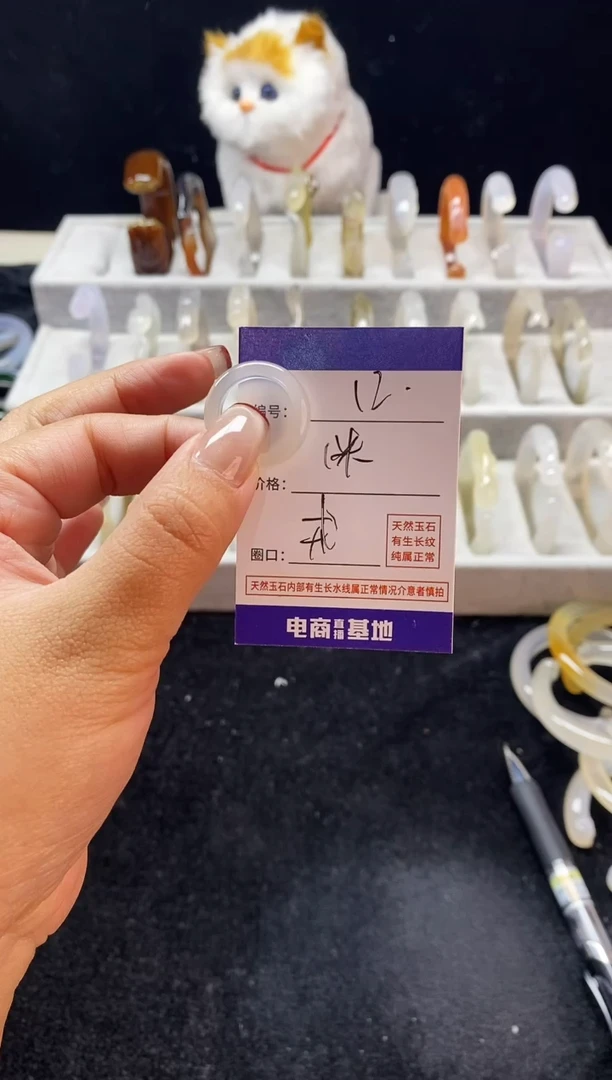 编号: 12.
冰
价格:
圈口:
天然玉石
有生长纹
纯属正常
天然玉石内部有生长水线属正常情况介意者慎拍
电商直播基地